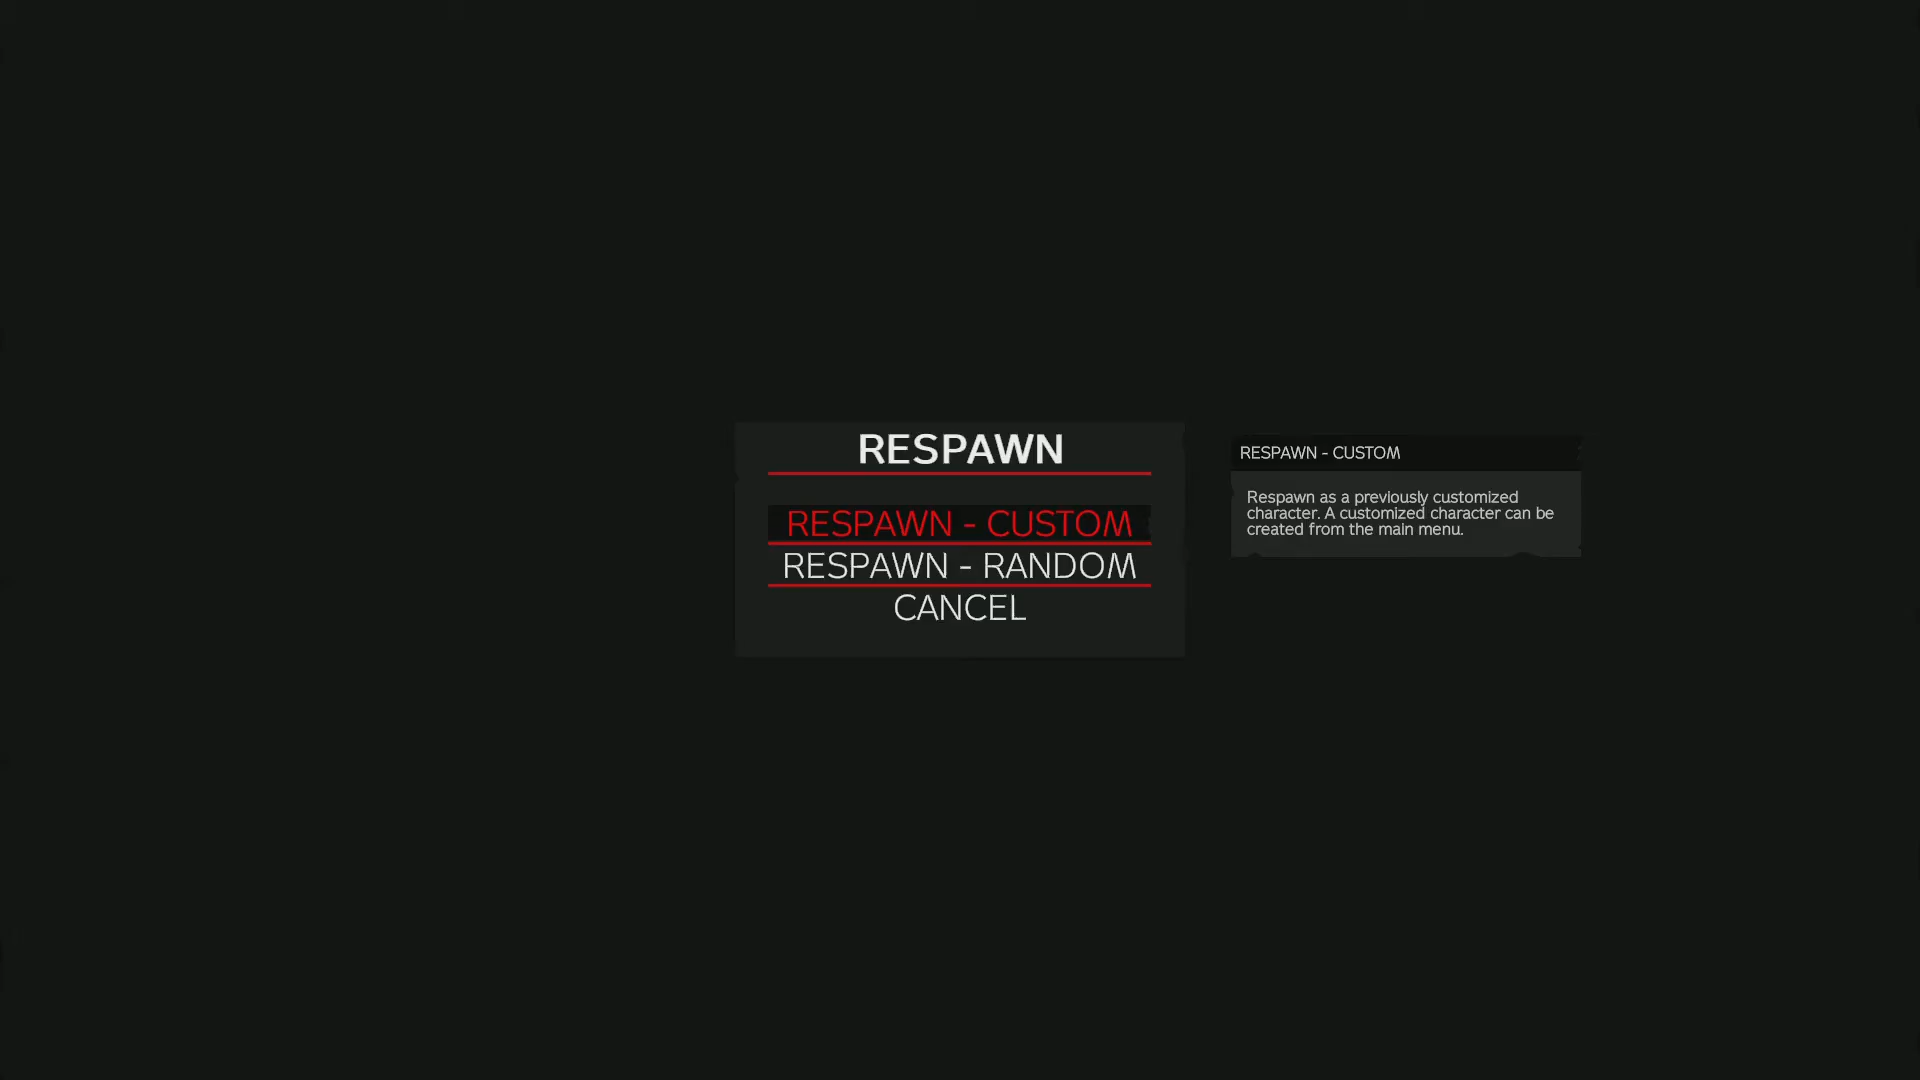 RESPAWN
RESPAWN - CUSTOM
RESPAWN - RANDOM
CANCEL
RESPAWN - CUSTOM
Respawn as a previously customized
character. A customized character can be
created from the main menu.